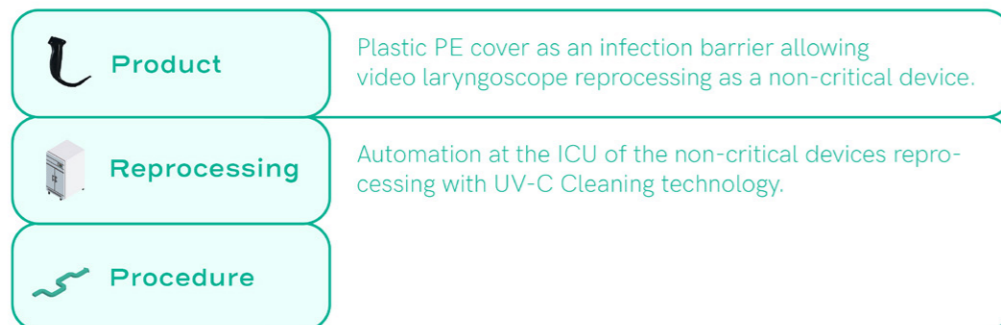 Product
Plastic PE cover as an infection barrier allowing
video laryngoscope reprocessing as a non-critical device.
Reprocessing
Automation at the ICU of the non-critical devices repro-
cessing with UV-C Cleaning technology.
Procedure